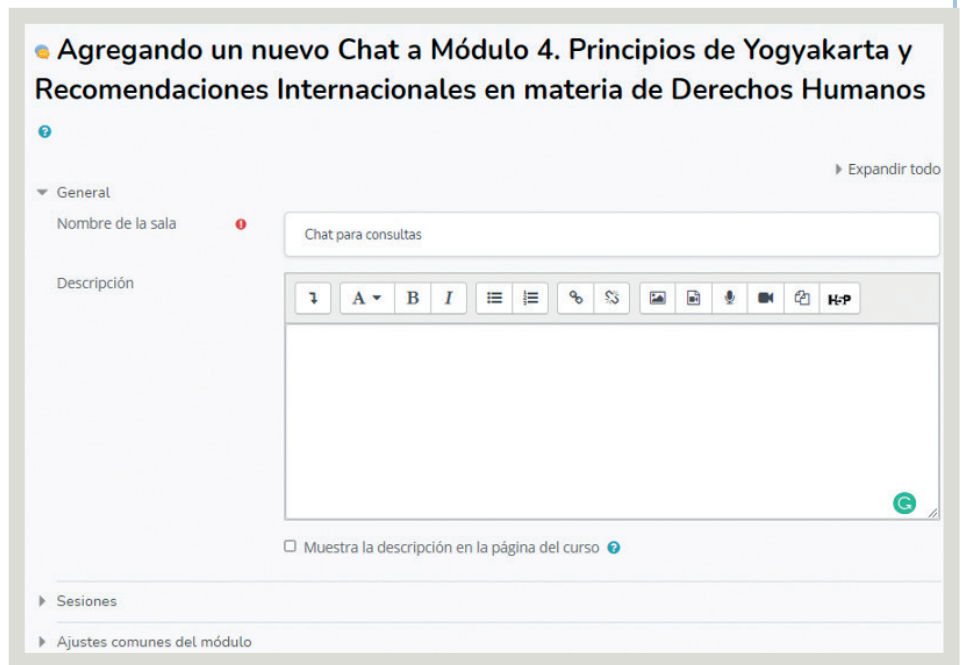 Agregando un nuevo Chat a Módulo 4. Principios de Yogyakarta y
Recomendaciones Internacionales en materia de Derechos Humanos
Expandir todo
General
Nombre de la sala
Chat para consultas
Descripción
A B I H-P
Muestra la descripción en la página del curso
Sesiones
Ajustes comunes del módulo